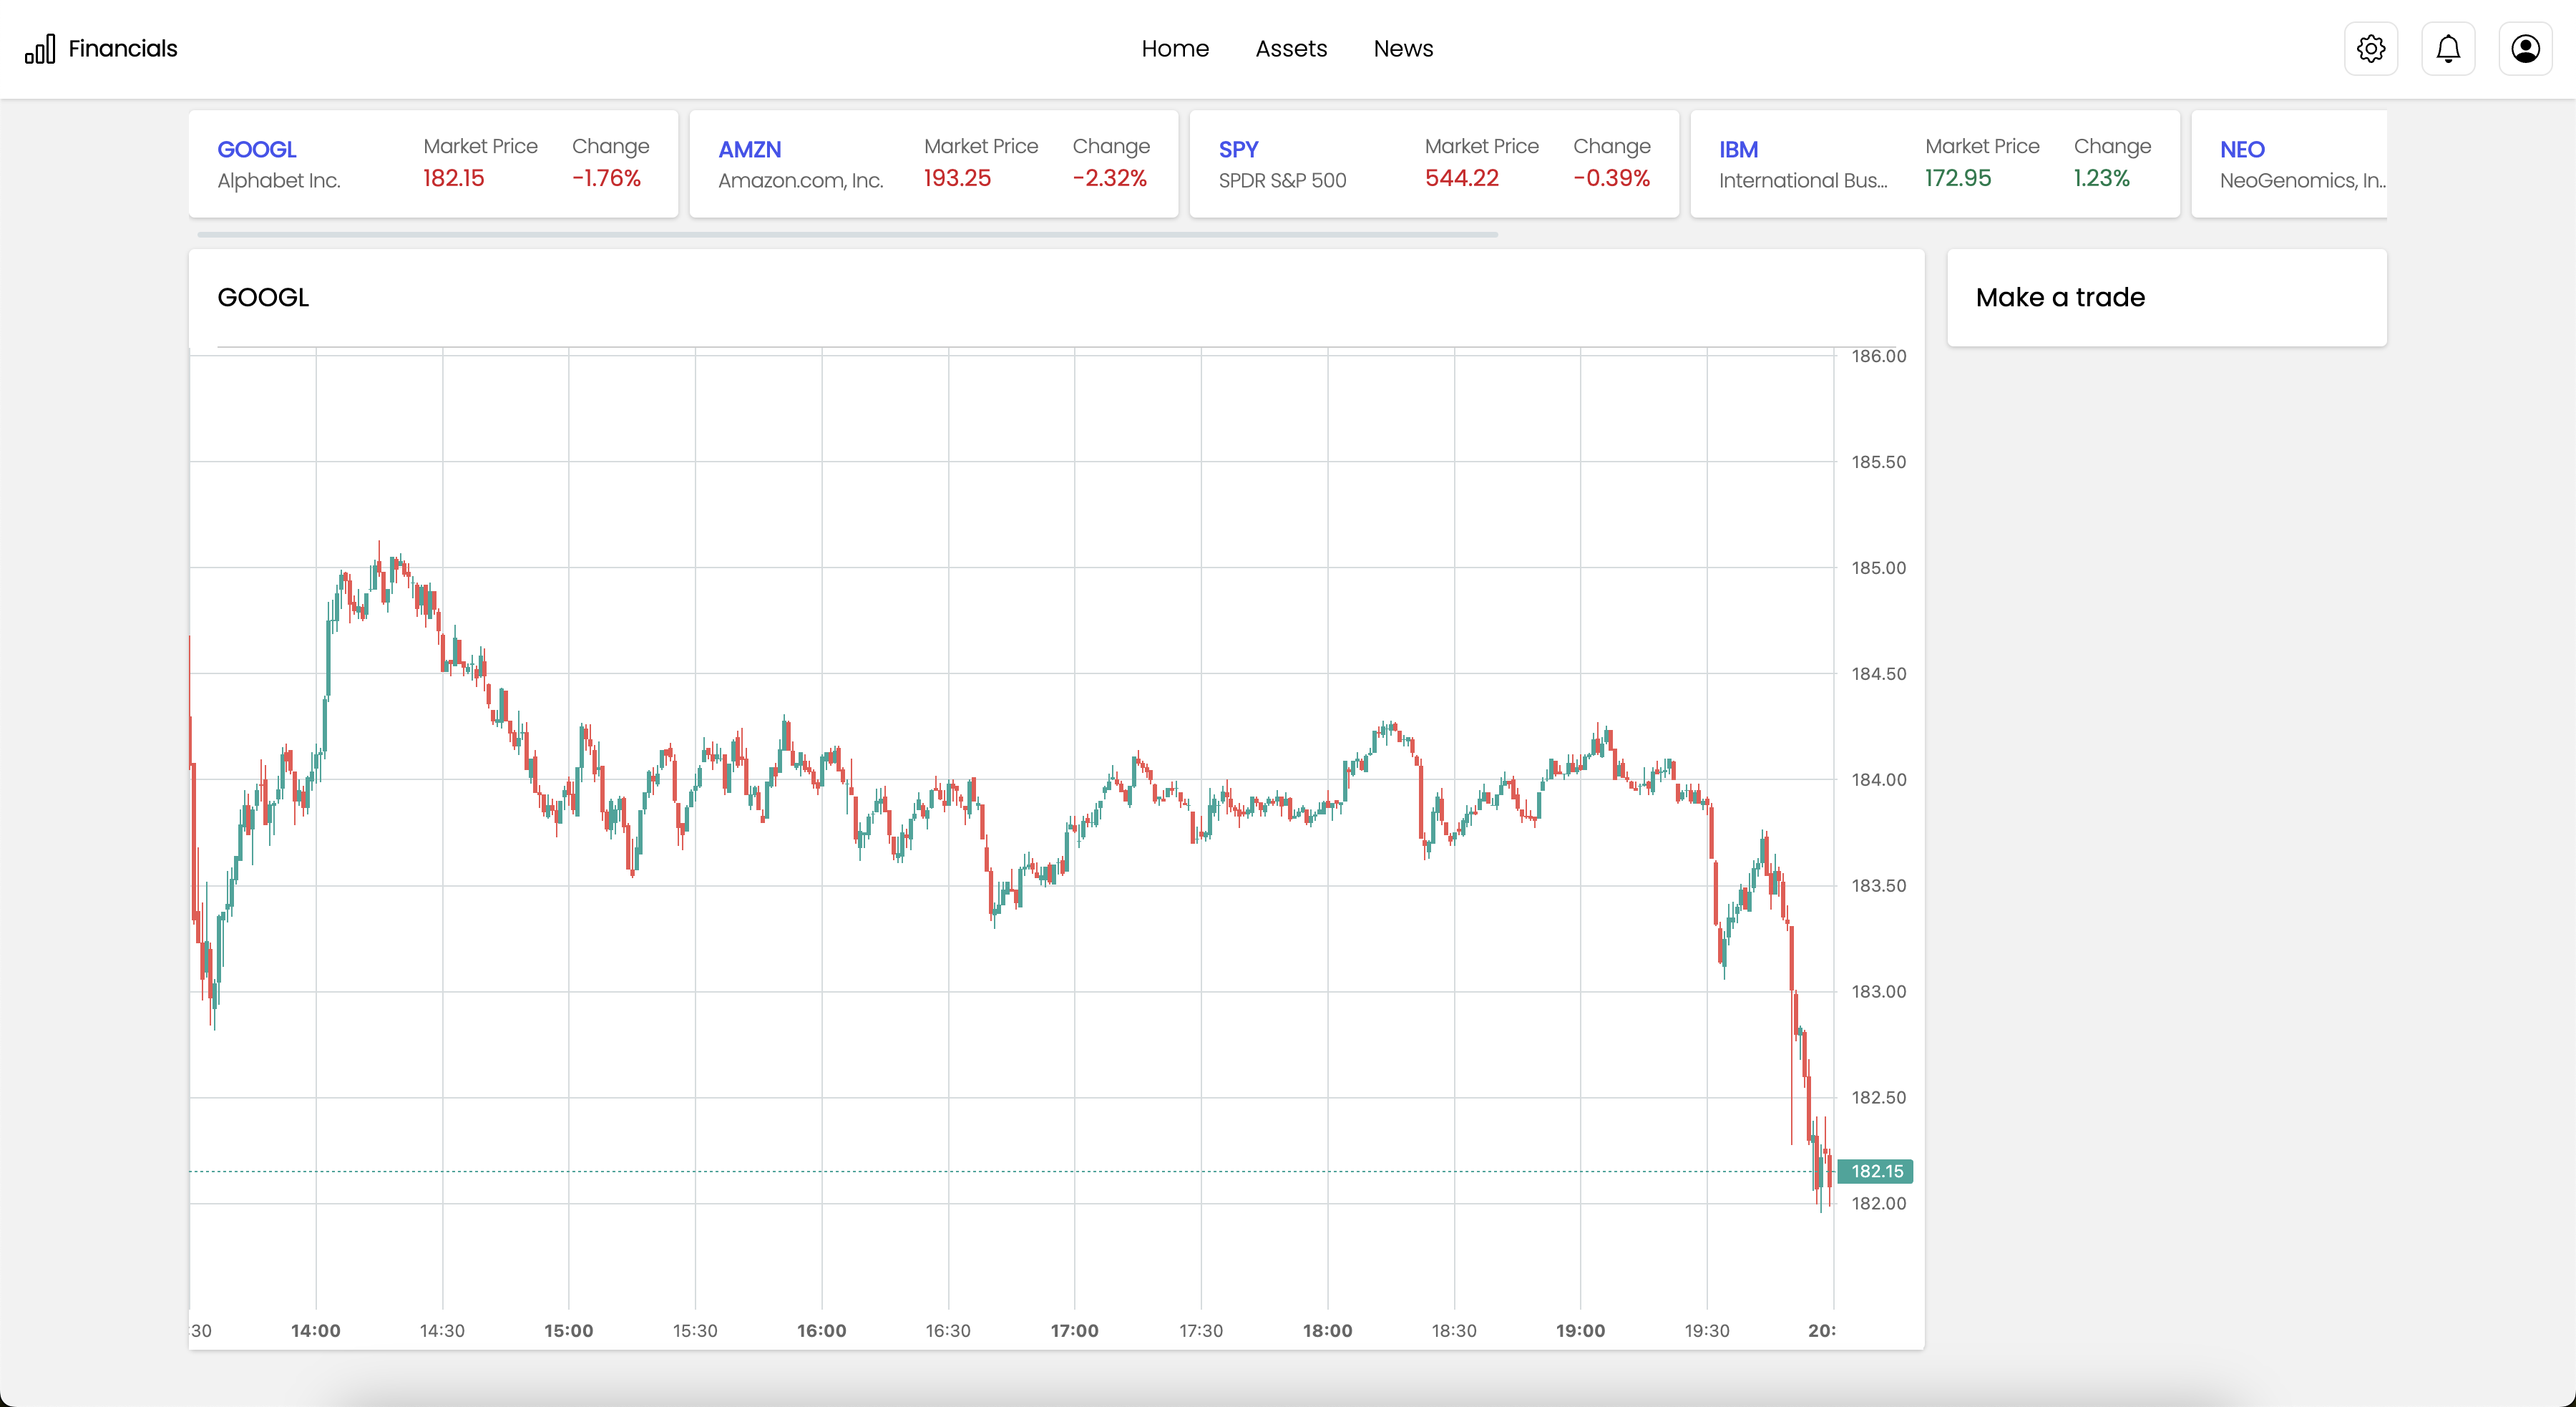 Financials
Home Assets News
GOOGL Market Price Change
Alphabet Inc. 182.15 -1.76%
AMZN Market Price Change
Amazon.com, Inc. 193.25 -2.32%
SPY Market Price Change
SPDR S&P 500 544.22 -0.39%
IBM Market Price Change
International Bus... 172.95 1.23%
NEO
NeoGenomics, In..
GOOGL
Make a trade
186.00
185.50
185.00
184.50
184.00
183.50
183.00
182.50
182.15
182.00
:30 14:00 14:30 15:00 15:30 16:00 16:30 17:00 17:30 18:00 18:30 19:00 19:30 20: